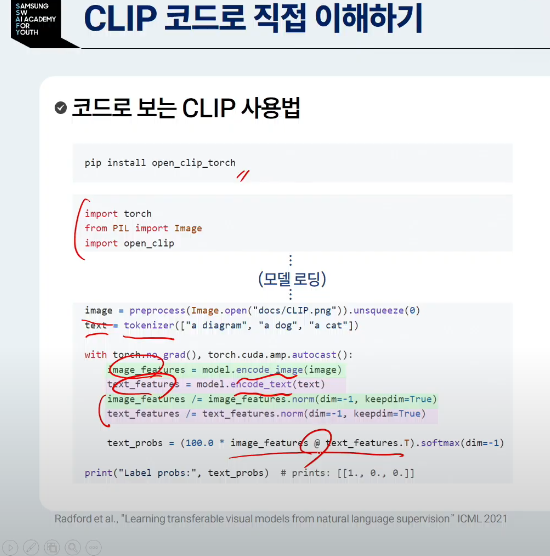 SAMSUNG
SW
AI ACADEMY
FOR
YOUTH
CLIP 코드로 직접 이해하기
코드로 보는 CLIP 사용법
pip install open_clip_torch
import torch
from PIL import Image
import open_clip
(모델 로딩)
image = preprocess(Image.open("docs/CLIP.png")).unsqueeze(0)
text = tokenizer(["a diagram", "a dog", "a cat"])
with torch.no_grad(), torch.cuda.amp.autocast():
image_features = model.encode_image(image)
text_features = model.encode_text(text)
image_features /= image_features.norm(dim=-1, keepdim=True)
text_features /= text_features.norm(dim=-1, keepdim=True)
text_probs = (100.0 * image_features @ text_features.T).softmax(dim=-1)
print("Label probs:", text_probs)  # prints: [[1., 0., 0.]]
Radford et al., "Learning transferable visual models from natural language supervision" ICML 2021